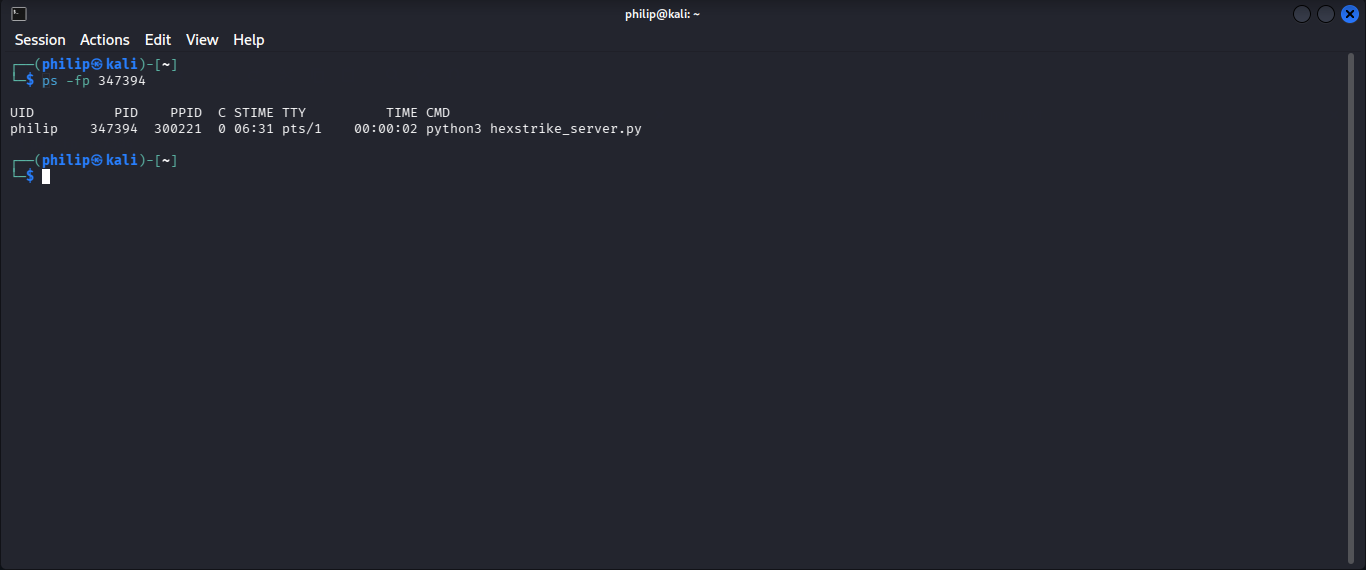 philip@kali: ~
Session Actions Edit View Help
┌──(philip㉿kali)-[~]
└─$ ps -fp 347394
UID          PID    PPID  C STIME TTY          TIME CMD
philip    347394  300221  0 06:31 pts/1    00:00:02 python3 hexstrike_server.py
┌──(philip㉿kali)-[~]
└─$